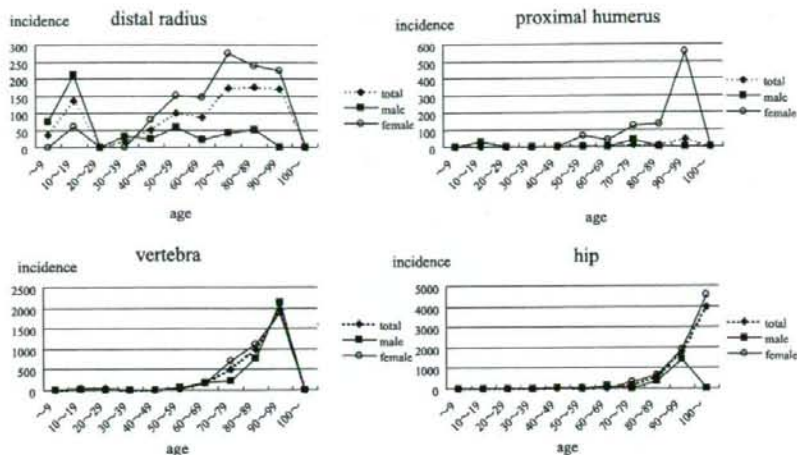 incidence
distal radius
300
250
200
150
100
50
0
total
male
female
～9
10～19
20～29
30～39
40～49
50～59
60～69
70～79
80～89
90～99
100～
age
incidence
proximal humerus
600
500
400
300
200
100
0
total
male
female
～9
10～19
20～29
30～39
40～49
50～59
60～69
70～79
80～89
90～99
100～
age
incidence
vertebra
2500
2000
1500
1000
500
0
total
male
female
～9
10～19
20～29
30～39
40～49
50～59
60～69
70～79
80～89
90～99
100～
age
incidence
hip
5000
4000
3000
2000
1000
0
total
male
female
～9
10～19
20～29
30～39
40～49
50～59
60～69
70～79
80～89
90～99
100～
age